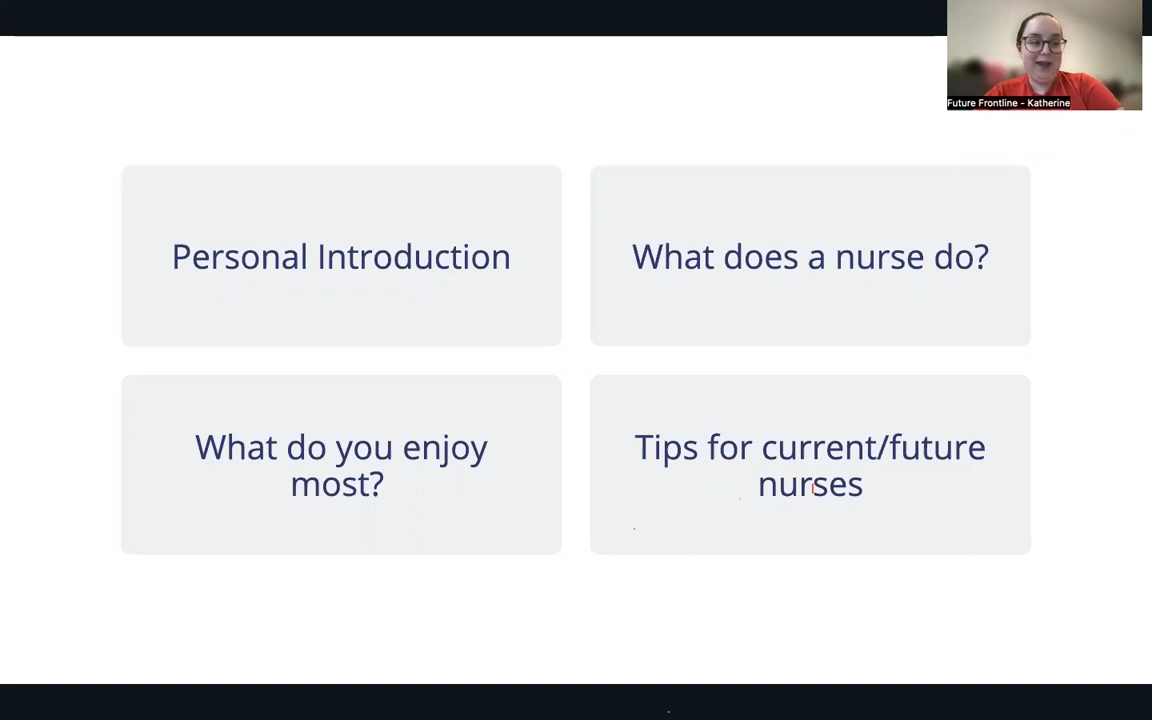 Future Frontline - Katherine
Personal Introduction
What does a nurse do?
What do you enjoy
most?
Tips for current/future
nurses